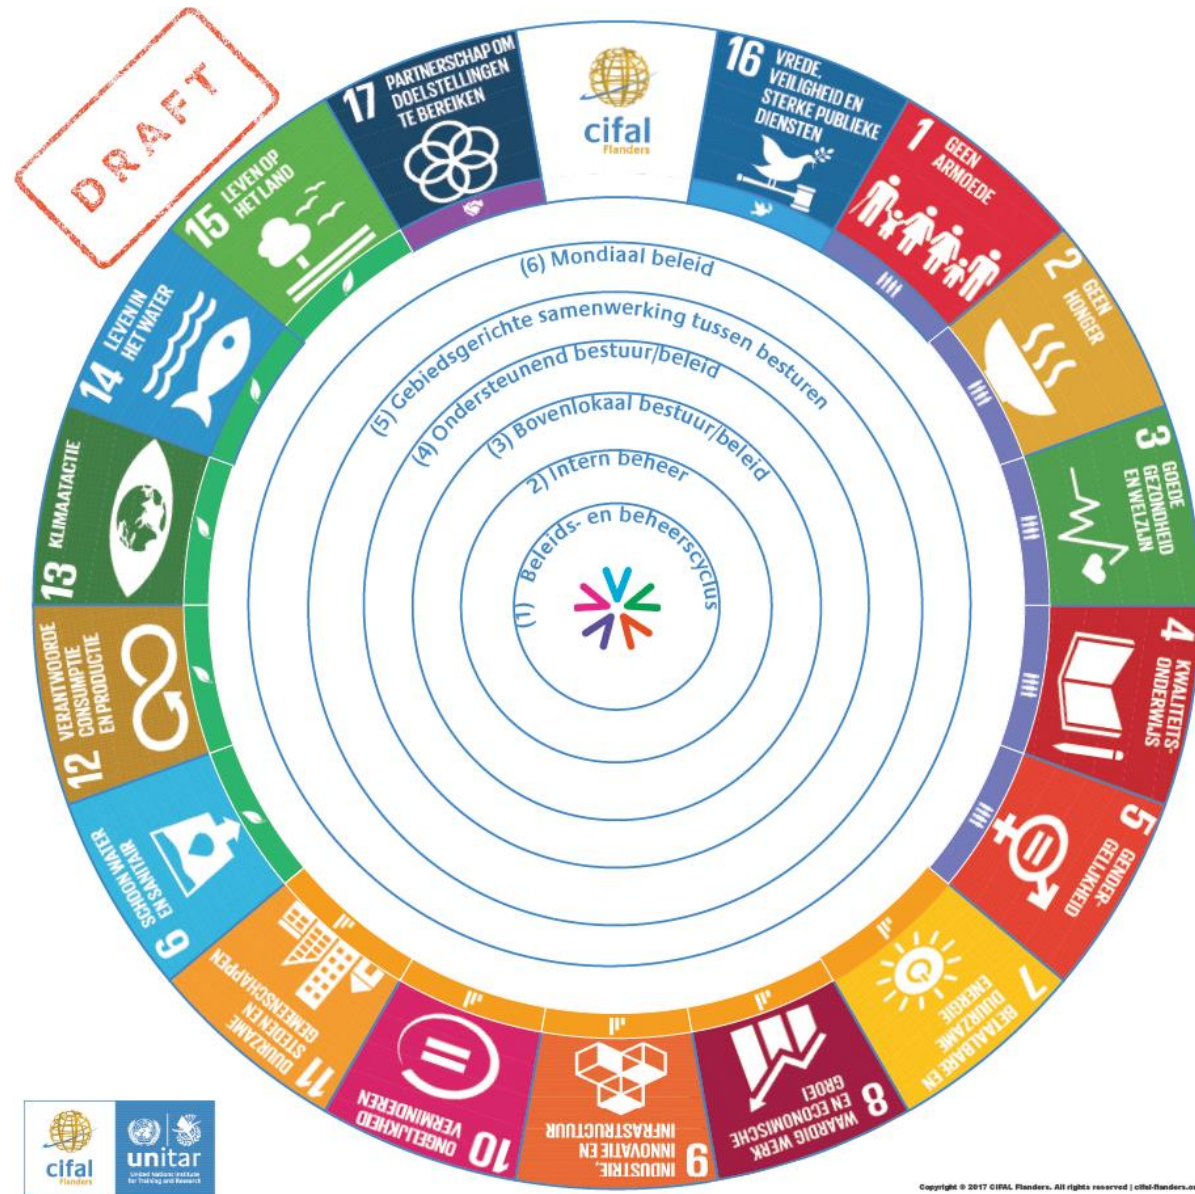 DRAFT
cifal
Flanders
16
VREDE,
VEILIGHEID EN
STERKE PUBLIEKE
DIENSTEN
1
GEEN
ARMOEDE
2
GEEN
HONGER
3
GOEDE
GEZONDHEID
EN WELZIJN
4
KWALITEITS-
ONDERWIJS
5
GENDER-
GELIJKHEID
7
BETAALBARE EN
DUURZAME
ENERGIE
8
WAARDIG WERK
EN ECONOMISCHE
GROEI
9
INDUSTRIE,
INNOVATIE EN
INFRASTRUCTUUR
10
ONGELIJKHEID
VERMINDEREN
11
DUURZAME
STEDEN EN
GEMEENSCHAPPEN
6
SCHOON WATER
EN SANITAIR
12
VERANTWOORDE
CONSUMPTIE
EN PRODUCTIE
13
KLIMAATACTIE
14
LEVEN IN
HET WATER
15
LEVEN OP
HET LAND
17
PARTNERSCHAP OM
DOELSTELLINGEN
TE BEREIKEN
(6) Mondiaal beleid
(5) Gebiedsgerichte samenwerking tussen besturen
(4) Ondersteunend bestuur/beleid
(3) Bovenlokaal bestuur/beleid
2) Intern beheer
(1) Beleids- en beheerscyclus
cifal
Flanders
unitar
United Nations Institute
for Training and Research
Copyright © 2017 CIFAL Flanders. All rights reserved | cifal-flanders.o